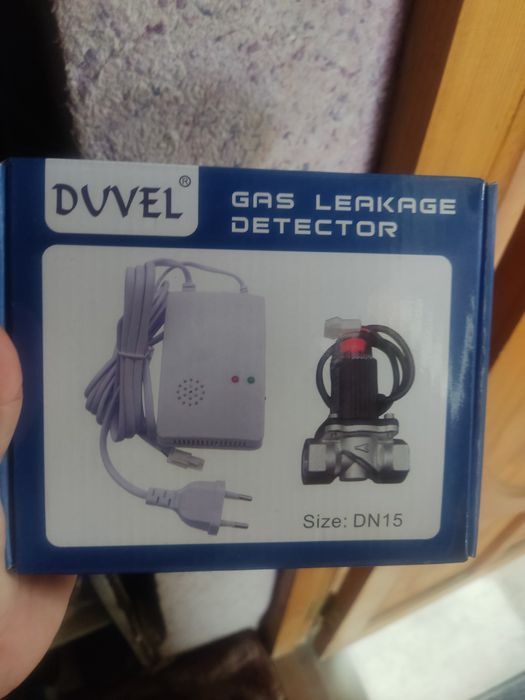 DUVEL®
GAS LEAKAGE
DETECTOR
Size: DN15